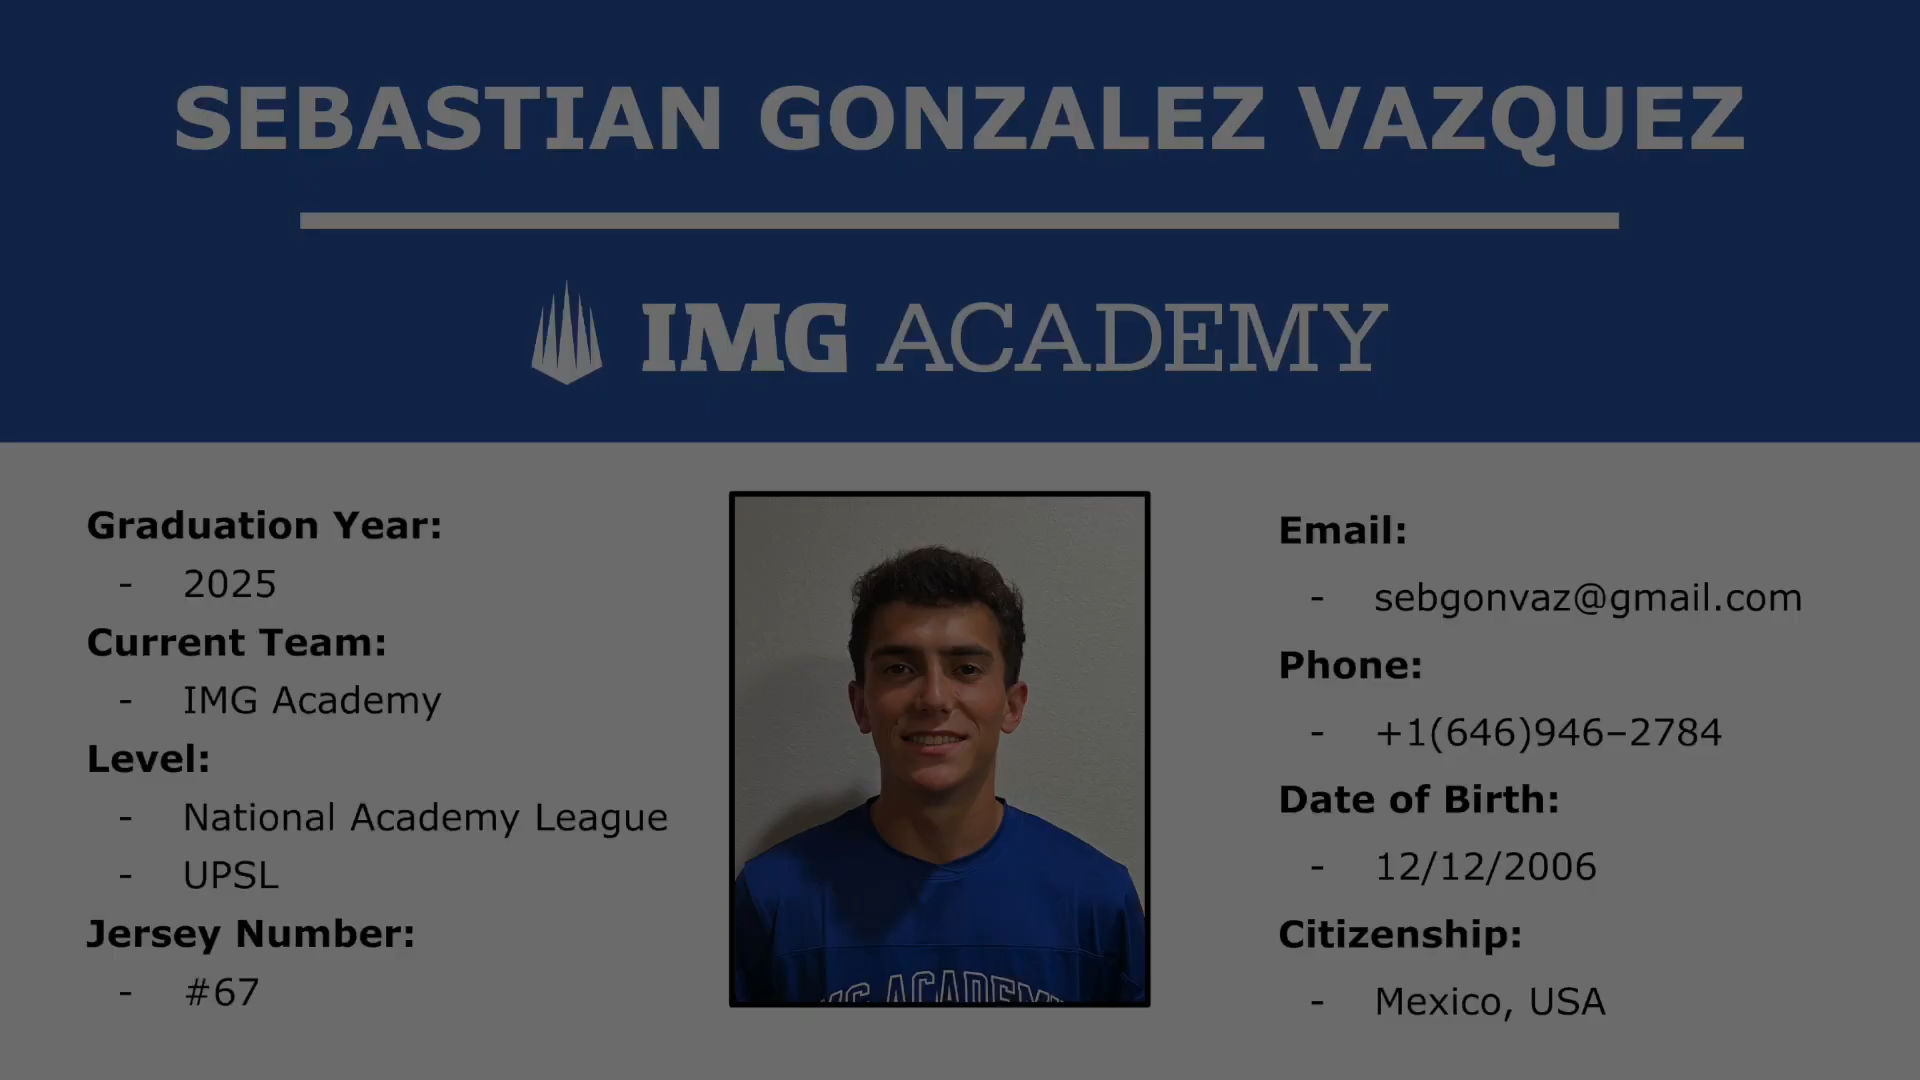 SEBASTIAN GONZALEZ VAZQUEZ
IMG ACADEMY
Graduation Year:
- 2025
Current Team:
- IMG Academy
Level:
- National Academy League
- UPSL
Jersey Number:
- #67
IMG ACADEMY
Email:
- sebgonvaz@gmail.com
Phone:
- +1(646)946–2784
Date of Birth:
- 12/12/2006
Citizenship:
- Mexico, USA